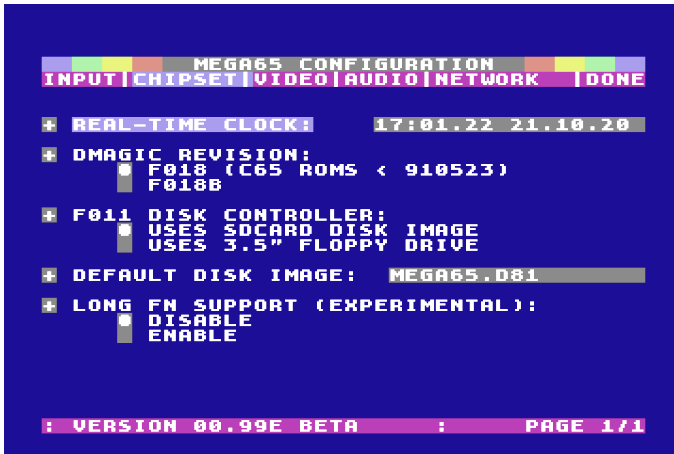 MEGA65 CONFIGURATION
INPUT|CHIPSET|VIDEO|AUDIO|NETWORK |DONE
+ REAL-TIME CLOCK: 17:01.22 21.10.20
+ DMAGIC REVISION:
F018 (C65 ROMS < 910523)
F018B
+ F011 DISK CONTROLLER:
USES SDCARD DISK IMAGE
USES 3.5" FLOPPY DRIVE
+ DEFAULT DISK IMAGE: MEGA65.D81
+ LONG FN SUPPORT (EXPERIMENTAL):
DISABLE
ENABLE
: VERSION 00.99E BETA : PAGE 1/1